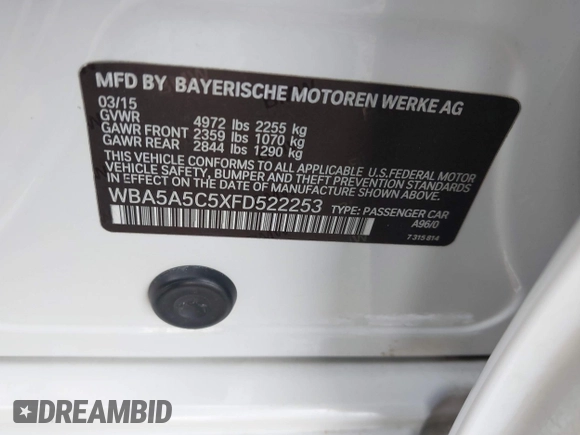 MFD BY BAYERISCHE MOTOREN WERKE AG
03/15
GVWR 4972 lbs 2255 kg
GAWR FRONT 2359 lbs 1070 kg
GAWR REAR 2844 lbs 1290 kg
THIS VEHICLE CONFORMS TO ALL APPLICABLE U.S.FEDERAL MOTOR
VEHICLE SAFETY, BUMPER AND THEFT PREVENTION STANDARDS
IN EFFECT ON THE DATE OF MANUFACTURE SHOWN ABOVE.
WBA5A5C5XFD522253 TYPE: PASSENGER CAR
A96/0
7 315 814
DREAMBID